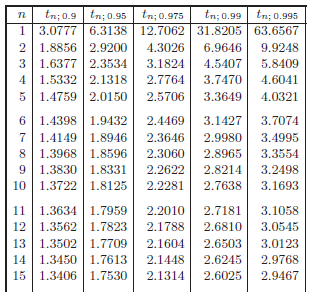 n t_{n; 0.9} t_{n; 0.95} t_{n; 0.975} t_{n; 0.99} t_{n; 0.995}
1 3.0777 6.3138 12.7062 31.8205 63.6567
2 1.8856 2.9200 4.3026 6.9646 9.9248
3 1.6377 2.3534 3.1824 4.5407 5.8409
4 1.5332 2.1318 2.7764 3.7470 4.6041
5 1.4759 2.0150 2.5706 3.3649 4.0321
6 1.4398 1.9432 2.4469 3.1427 3.7074
7 1.4149 1.8946 2.3646 2.9980 3.4995
8 1.3968 1.8596 2.3060 2.8965 3.3554
9 1.3830 1.8331 2.2622 2.8214 3.2498
10 1.3722 1.8125 2.2281 2.7638 3.1693
11 1.3634 1.7959 2.2010 2.7181 3.1058
12 1.3562 1.7823 2.1788 2.6810 3.0545
13 1.3502 1.7709 2.1604 2.6503 3.0123
14 1.3450 1.7613 2.1448 2.6245 2.9768
15 1.3406 1.7530 2.1314 2.6025 2.9467